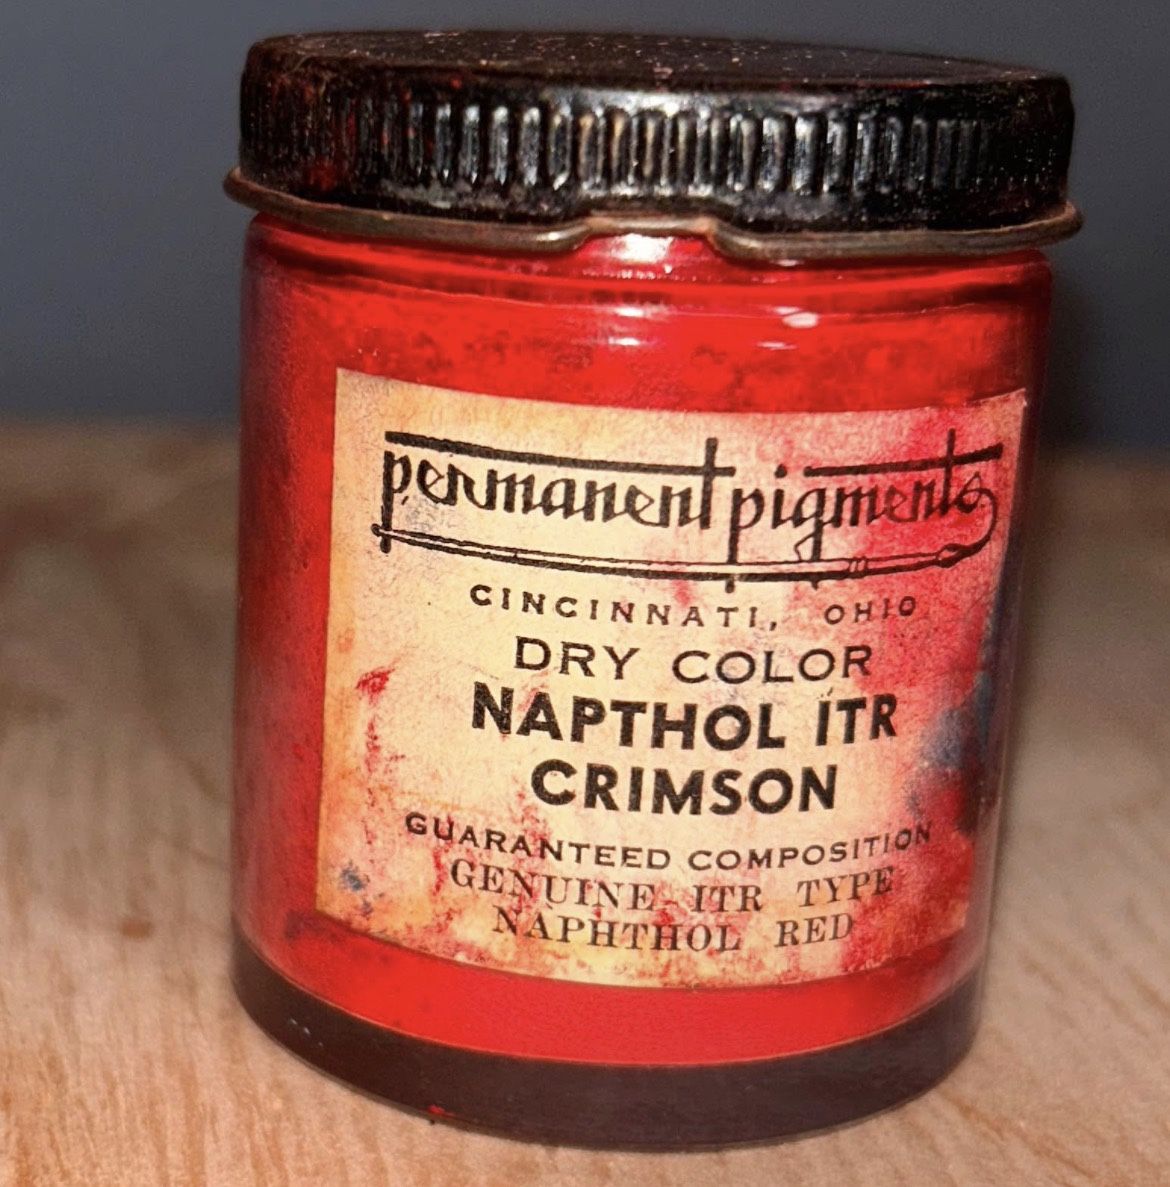 permanent pigments
CINCINNATI, OHIO
DRY COLOR
NAPTHOL ITR
CRIMSON
GUARANTEED COMPOSITION
GENUINE ITR TYPE
NAPHTHOL RED